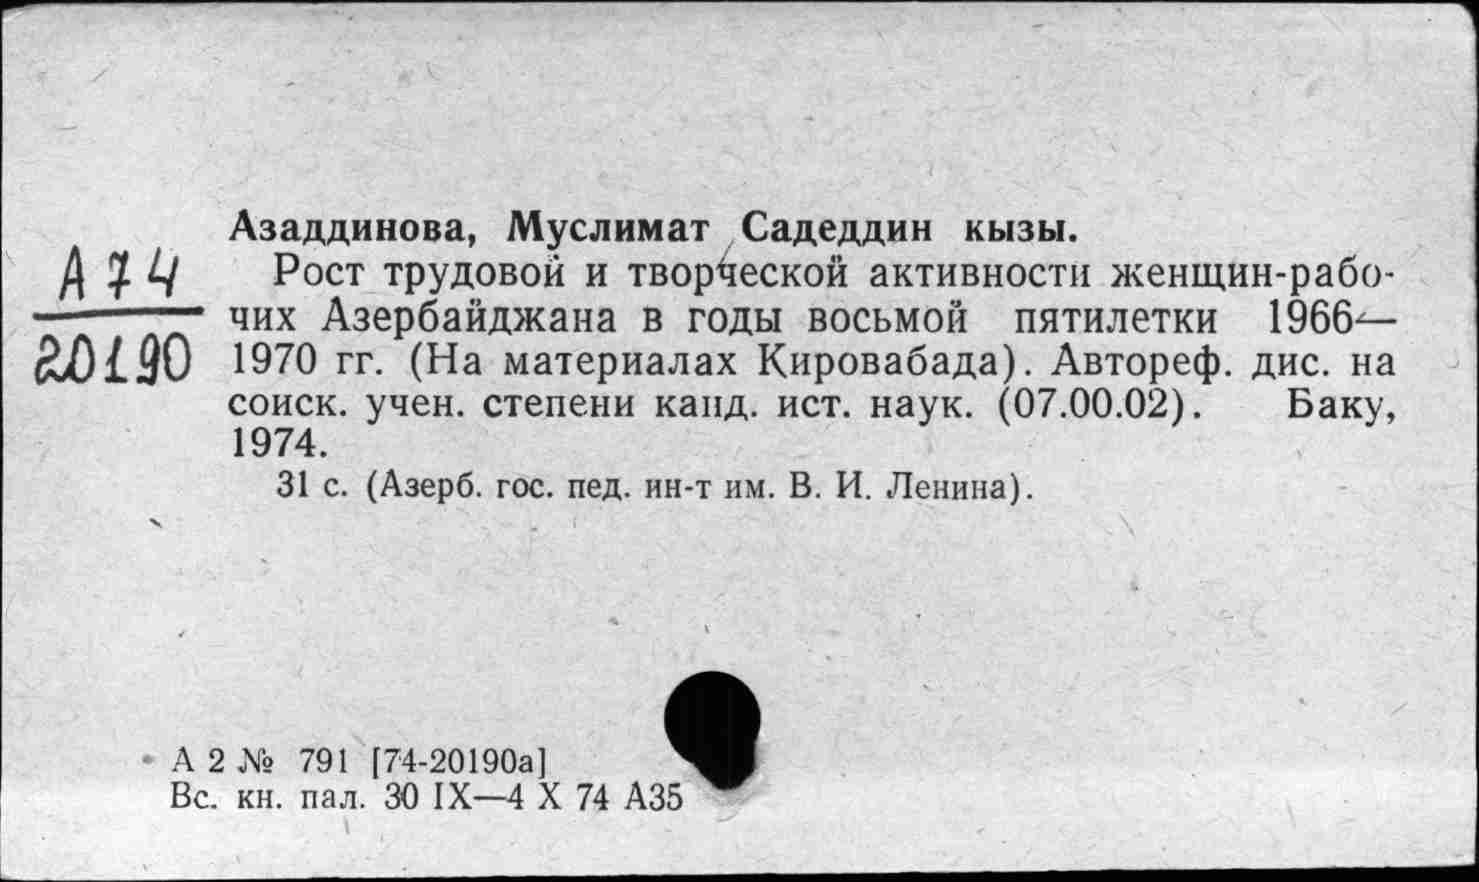 Азаддинова, Муслимат Садеддин кызы.
А74
20190
Рост трудовой и творческой активности женщин-рабо-
чих Азербайджана в годы восьмой пятилетки 1966—
1970 гг. (На материалах Кировабада). Автореф. дис. на
соиск. учен. степени канд. ист. наук. (07.00.02). Баку,
1974.
31 с. (Азерб. гос. пед. ин-т им. В. И. Ленина).
А 2 № 791 [74-20190а]
Вс. кн. пал. 30 IX—4 X 74 А35